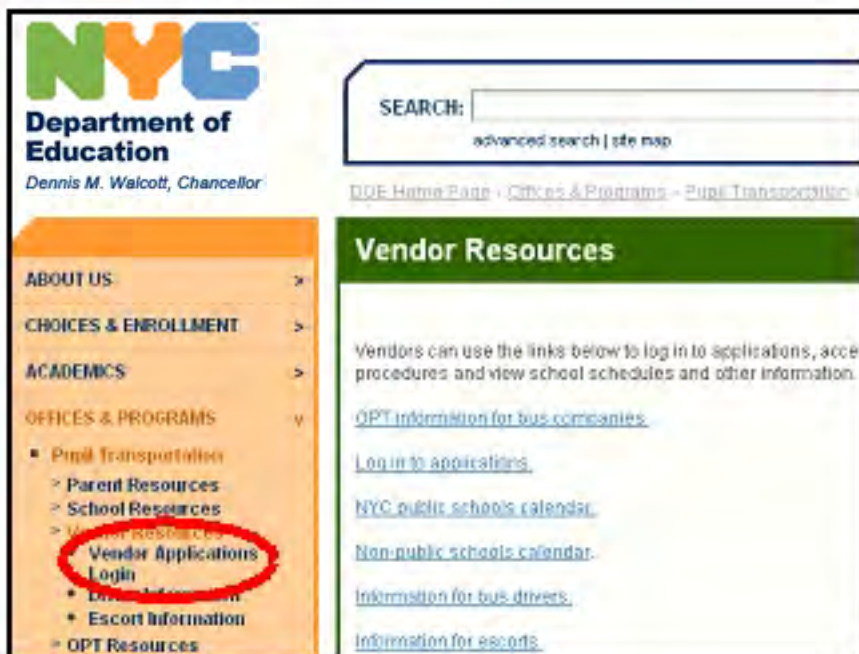 NYC
Department of
Education
Dennis M. Walcott, Chancellor
SEARCH:
advanced search | site map
DOE Home Page › Offices & Programs › Pupil Transportation
ABOUT US >
CHOICES & ENROLLMENT >
ACADEMICS >
OFFICES & PROGRAMS v
Pupil Transportation
> Parent Resources
> School Resources
> Vendor Resources
Vendor Applications
Login
• Driver Information
• Escort Information
> OPT Resources
Vendor Resources
Vendors can use the links below to log in to applications, acce
procedures and view school schedules and other information.
OPT information for bus companies.
Log in to applications.
NYC public schools calendar.
Non-public schools calendar.
Information for bus drivers.
Information for escorts.